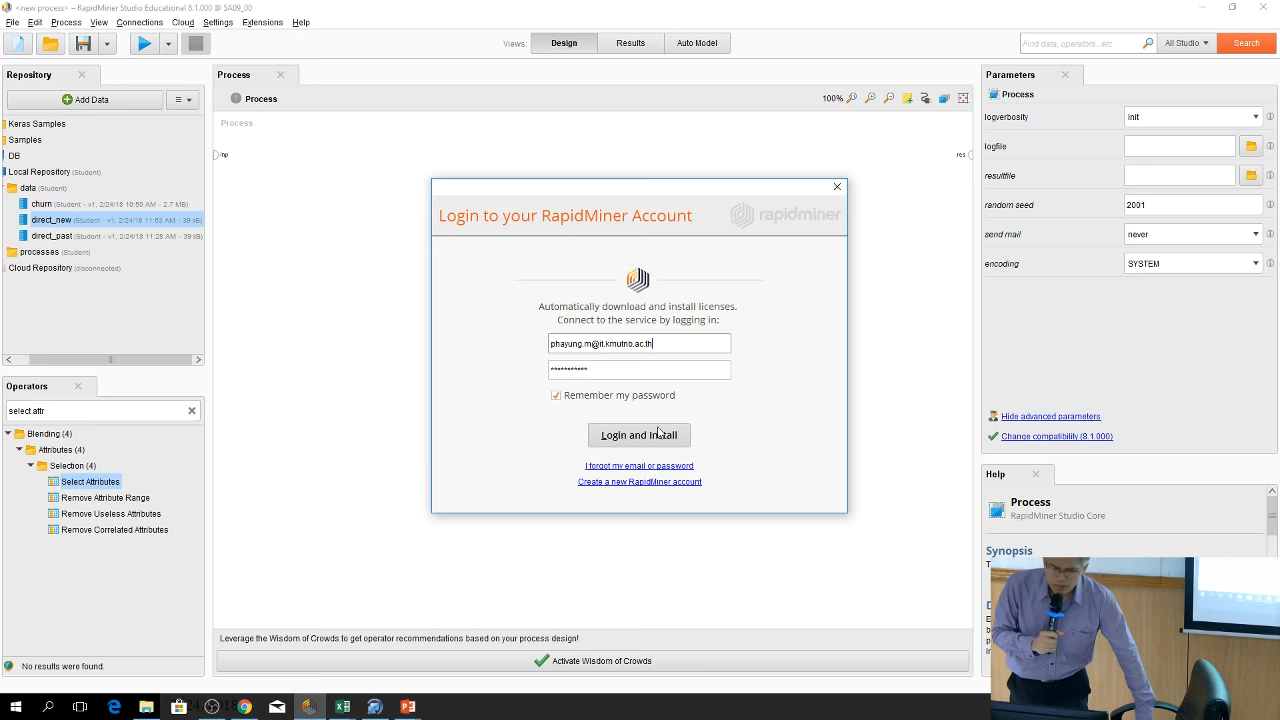 <new process> – RapidMiner Studio Educational 8.1.000 @ SA09_00
File Edit Process View Connections Cloud Settings Extensions Help
Views: Design Results Auto Model
Find data, operators...etc All Studio Search
Repository
Add Data
Keras Samples
Samples
DB
Local Repository (Student)
data (Student)
churn (Student - v1, 2/24/18 10:50 AM - 2.7 MB)
direct_new (Student - v1, 2/24/18 11:53 AM - 39 kB)
direct_past (Student - v1, 2/24/18 11:28 AM - 39 kB)
processes (Student)
Cloud Repository (disconnected)
Operators
select attr
Blending (4)
Attributes (4)
Selection (4)
Select Attributes
Remove Attribute Range
Remove Useless Attributes
Remove Correlated Attributes
No results were found.
Process
Process
100%
Process
inp
res
Login to your RapidMiner Account
rapidminer
Automatically download and install licenses.
Connect to the service by logging in:
phayung.m@it.kmutnb.ac.th
***********
Remember my password
Login and Install
I forgot my email or password
Create a new RapidMiner account
Leverage the Wisdom of Crowds to get operator recommendations based on your process design!
Activate Wisdom of Crowds
Parameters
Process
logverbosity init
logfile
resultfile
random seed 2001
send mail never
encoding SYSTEM
Hide advanced parameters
Change compatibility (8.1.000)
Help
Process
RapidMiner Studio Core
Synopsis